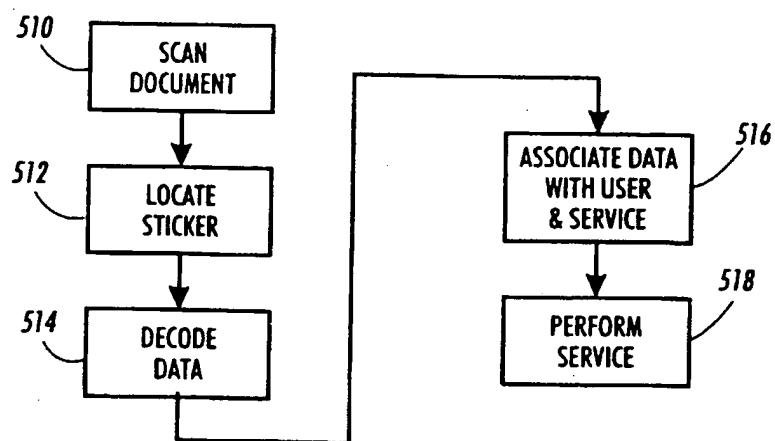 510
SCAN
DOCUMENT
512
LOCATE
STICKER
514
DECODE
DATA
516
ASSOCIATE DATA
WITH USER
& SERVICE
518
PERFORM
SERVICE